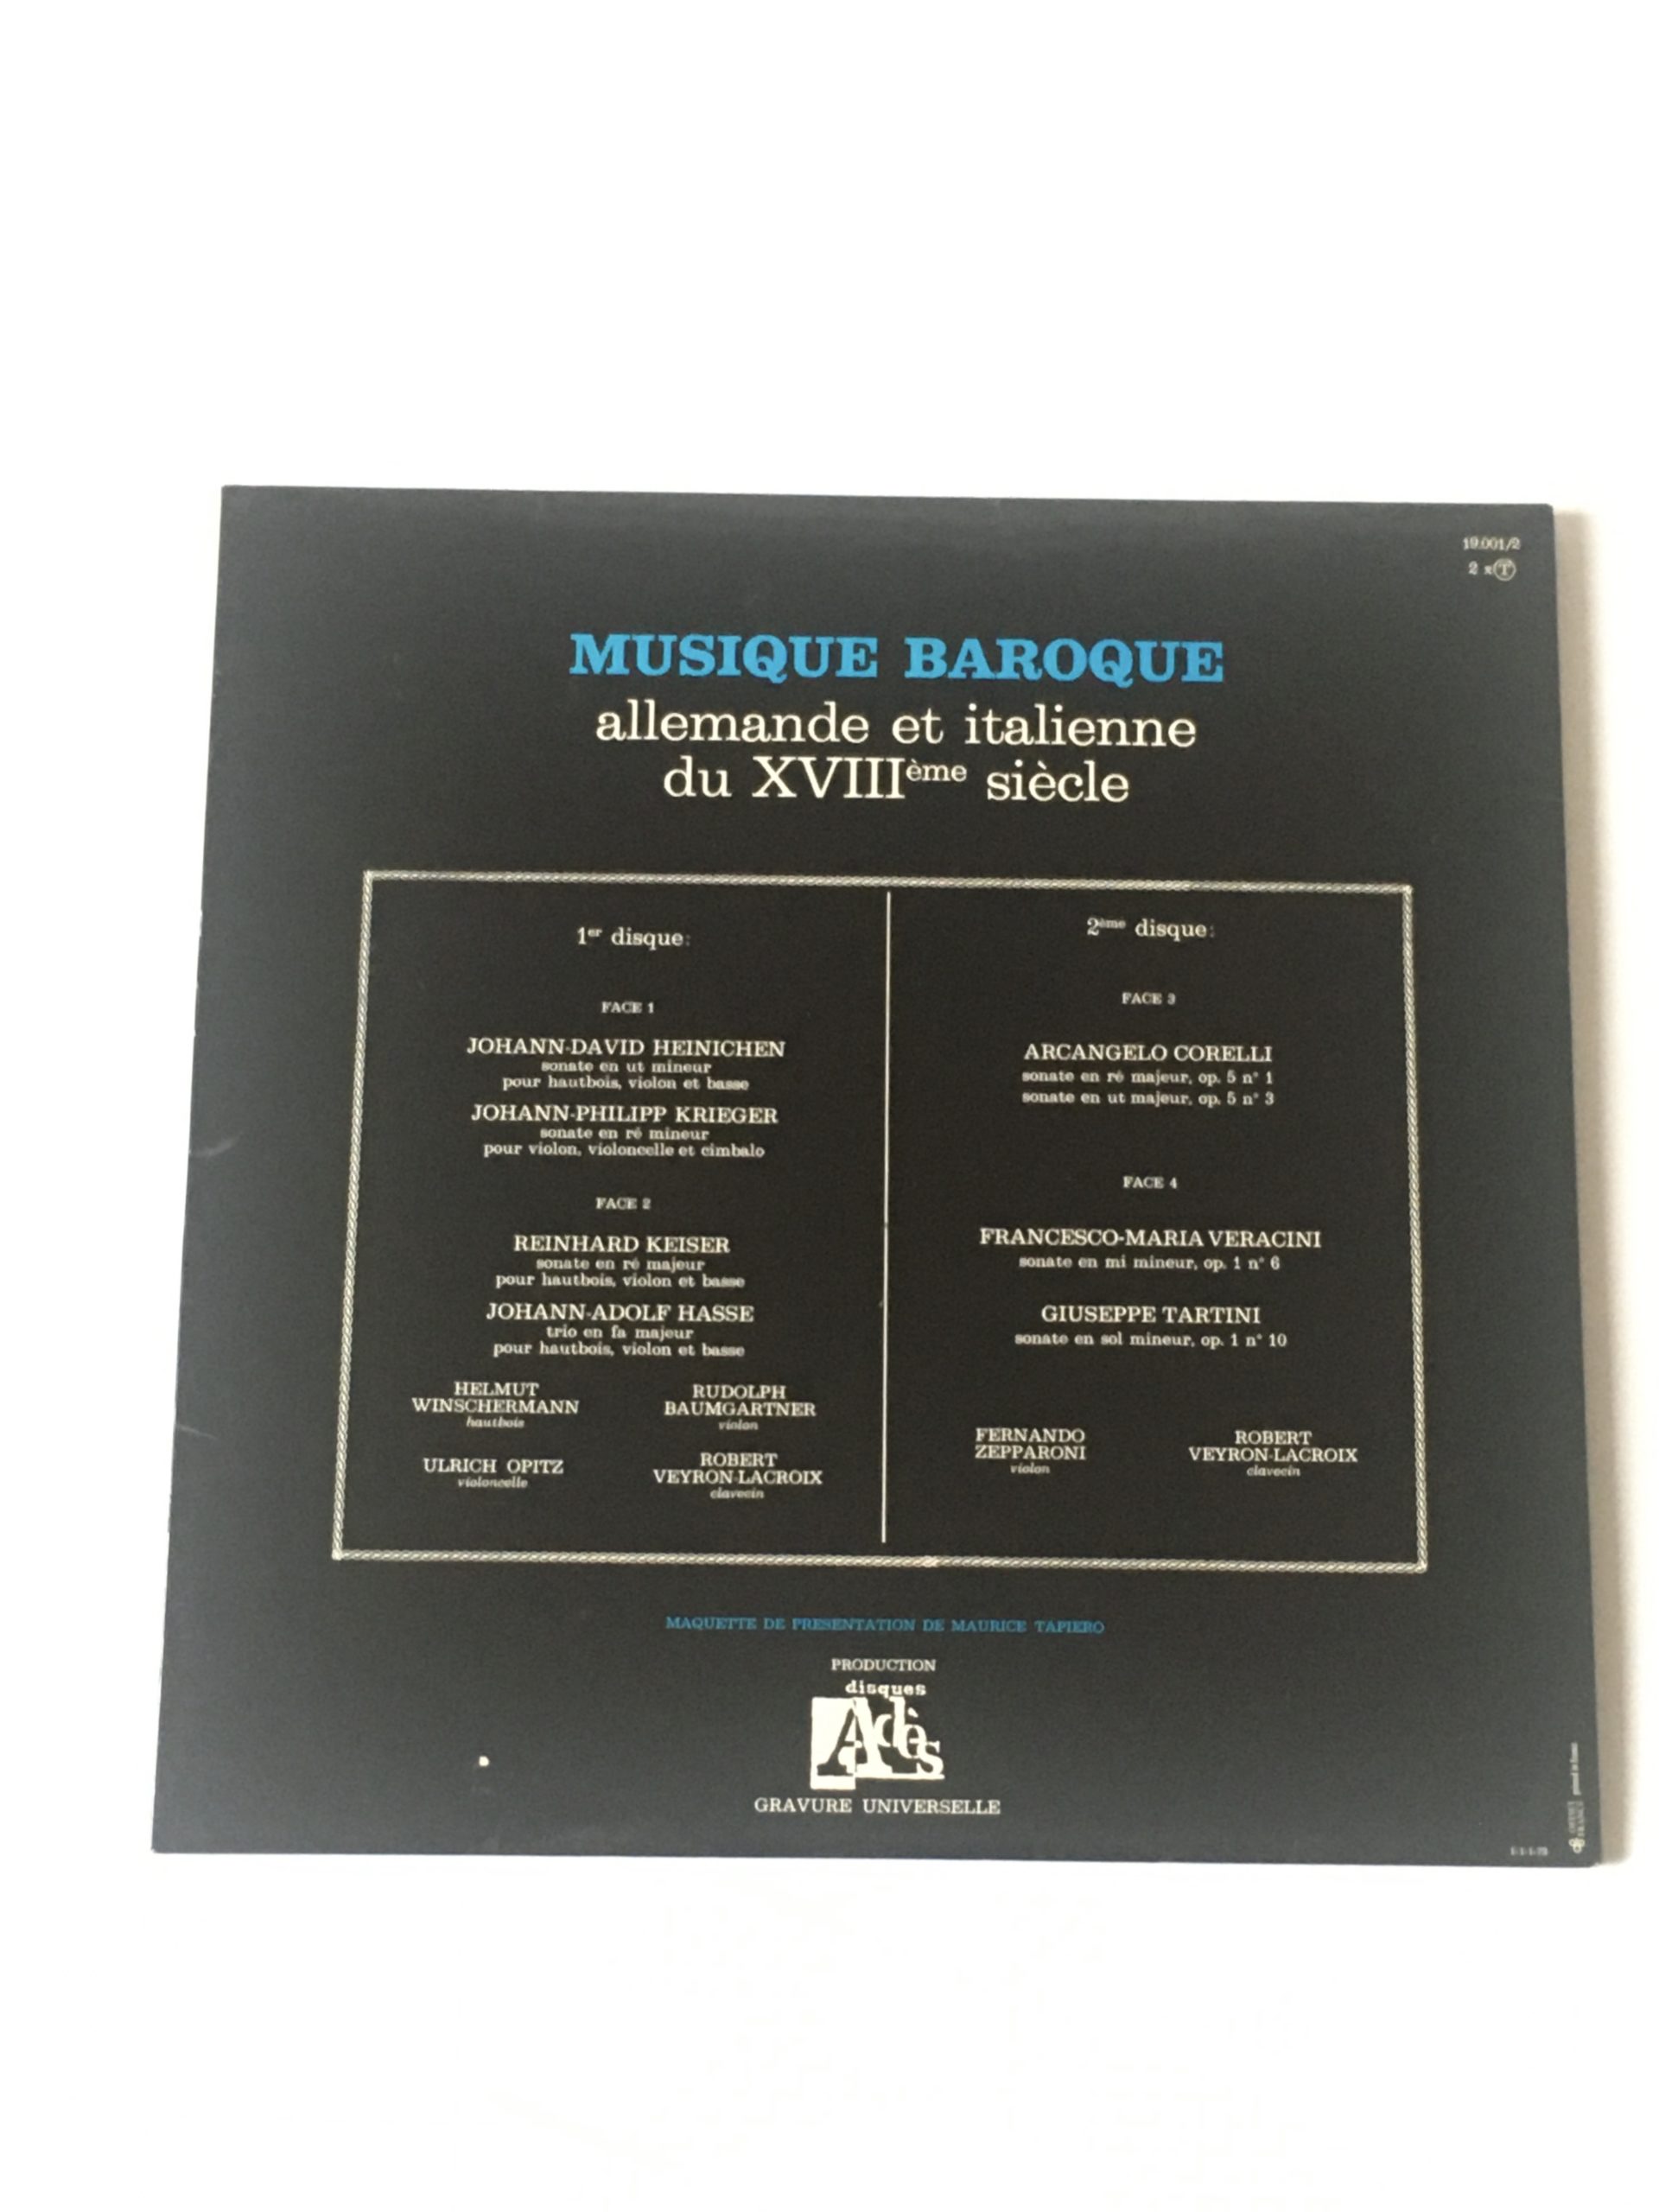 19.001/2
2 x T
MUSIQUE BAROQUE
allemande et italienne
du XVIIIème siècle
1er disque:
FACE 1
JOHANN-DAVID HEINICHEN
sonate en ut mineur
pour hautbois, violon et basse
JOHANN-PHILIPP KRIEGER
sonate en ré mineur
pour violon, violoncelle et cimbalo
FACE 2
REINHARD KEISER
sonate en ré majeur
pour hautbois, violon et basse
JOHANN-ADOLF HASSE
trio en fa majeur
pour hautbois, violon et basse
HELMUT
WINSCHERMANN
hautbois
RUDOLPH
BAUMGARTNER
violon
ULRICH OPITZ
violoncelle
ROBERT
VEYRON-LACROIX
clavecin
2ème disque:
FACE 3
ARCANGELO CORELLI
sonate en ré majeur, op. 5 n° 1
sonate en ut majeur, op. 5 n° 3
FACE 4
FRANCESCO-MARIA VERACINI
sonate en mi mineur, op. 1 n° 6
GIUSEPPE TARTINI
sonate en sol mineur, op. 1 n° 10
FERNANDO
ZEPPARONI
violon
ROBERT
VEYRON-LACROIX
clavecin
MAQUETTE DE PRESENTATION DE MAURICE TAPIERO
PRODUCTION
disques
Adès
GRAVURE UNIVERSELLE
printed in france